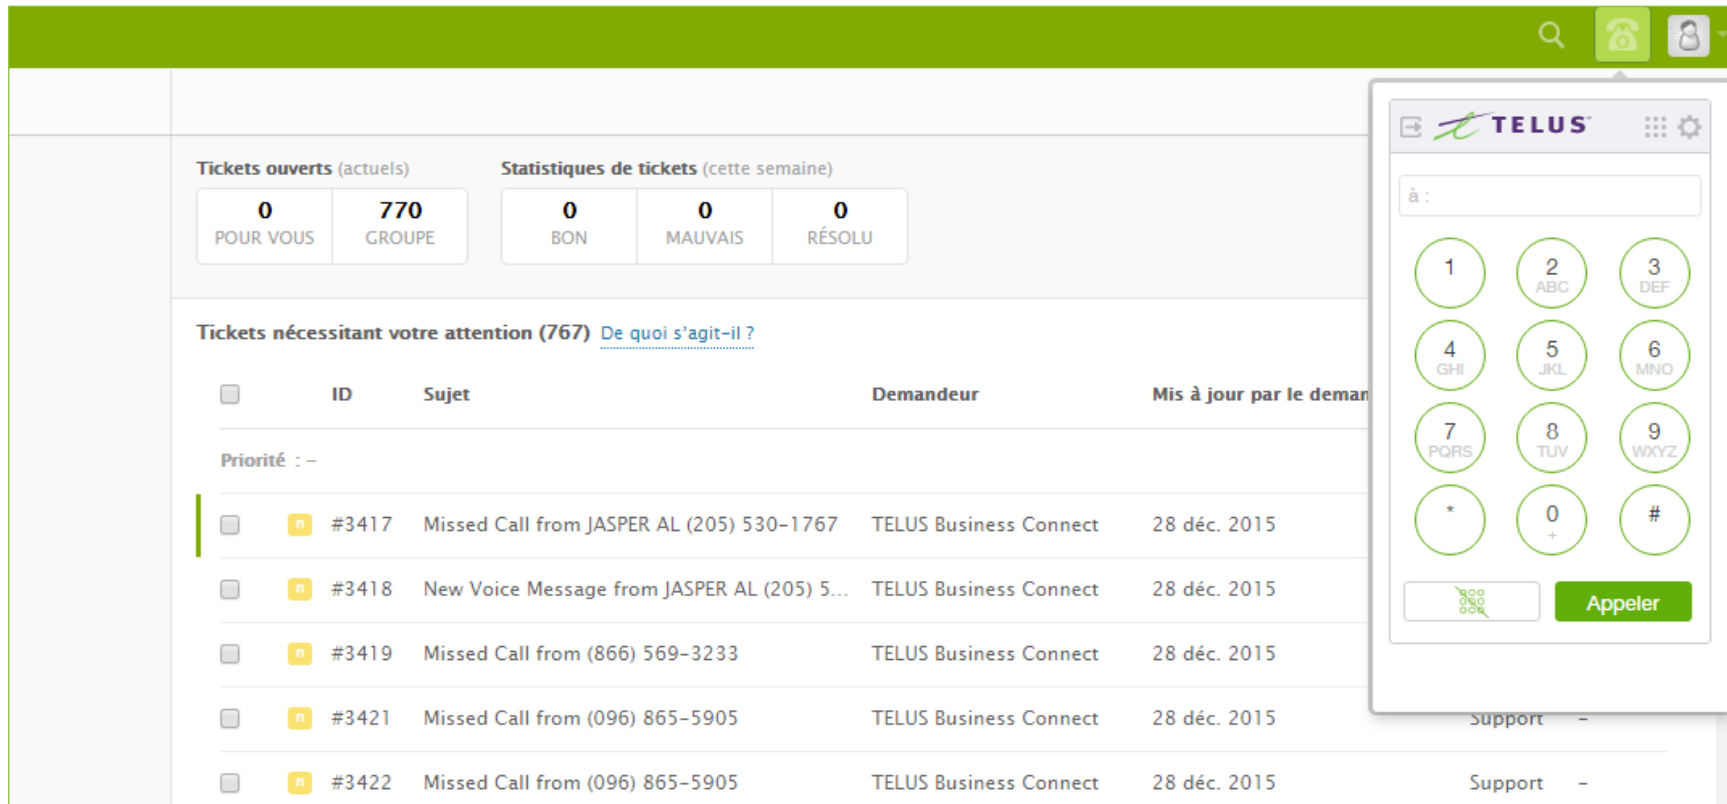 TELUS
à :
Tickets ouverts (actuels)
Statistiques de tickets (cette semaine)
0
770
0
0
0
POUR VOUS
GROUPE
BON
MAUVAIS
RÉSOLU
Tickets nécessitant votre attention (767) De quoi s'agit-il ?
ID Sujet Demandeur Mis à jour par le deman
Priorité : –
n #3417 Missed Call from JASPER AL (205) 530-1767 TELUS Business Connect 28 déc. 2015
n #3418 New Voice Message from JASPER AL (205) 5... TELUS Business Connect 28 déc. 2015
n #3419 Missed Call from (866) 569-3233 TELUS Business Connect 28 déc. 2015
n #3421 Missed Call from (096) 865-5905 TELUS Business Connect 28 déc. 2015 Support –
n #3422 Missed Call from (096) 865-5905 TELUS Business Connect 28 déc. 2015 Support –
1
2
3
ABC
DEF
4
5
6
GHI
JKL
MNO
7
8
9
PQRS
TUV
WXYZ
*
0
#
+
Appeler